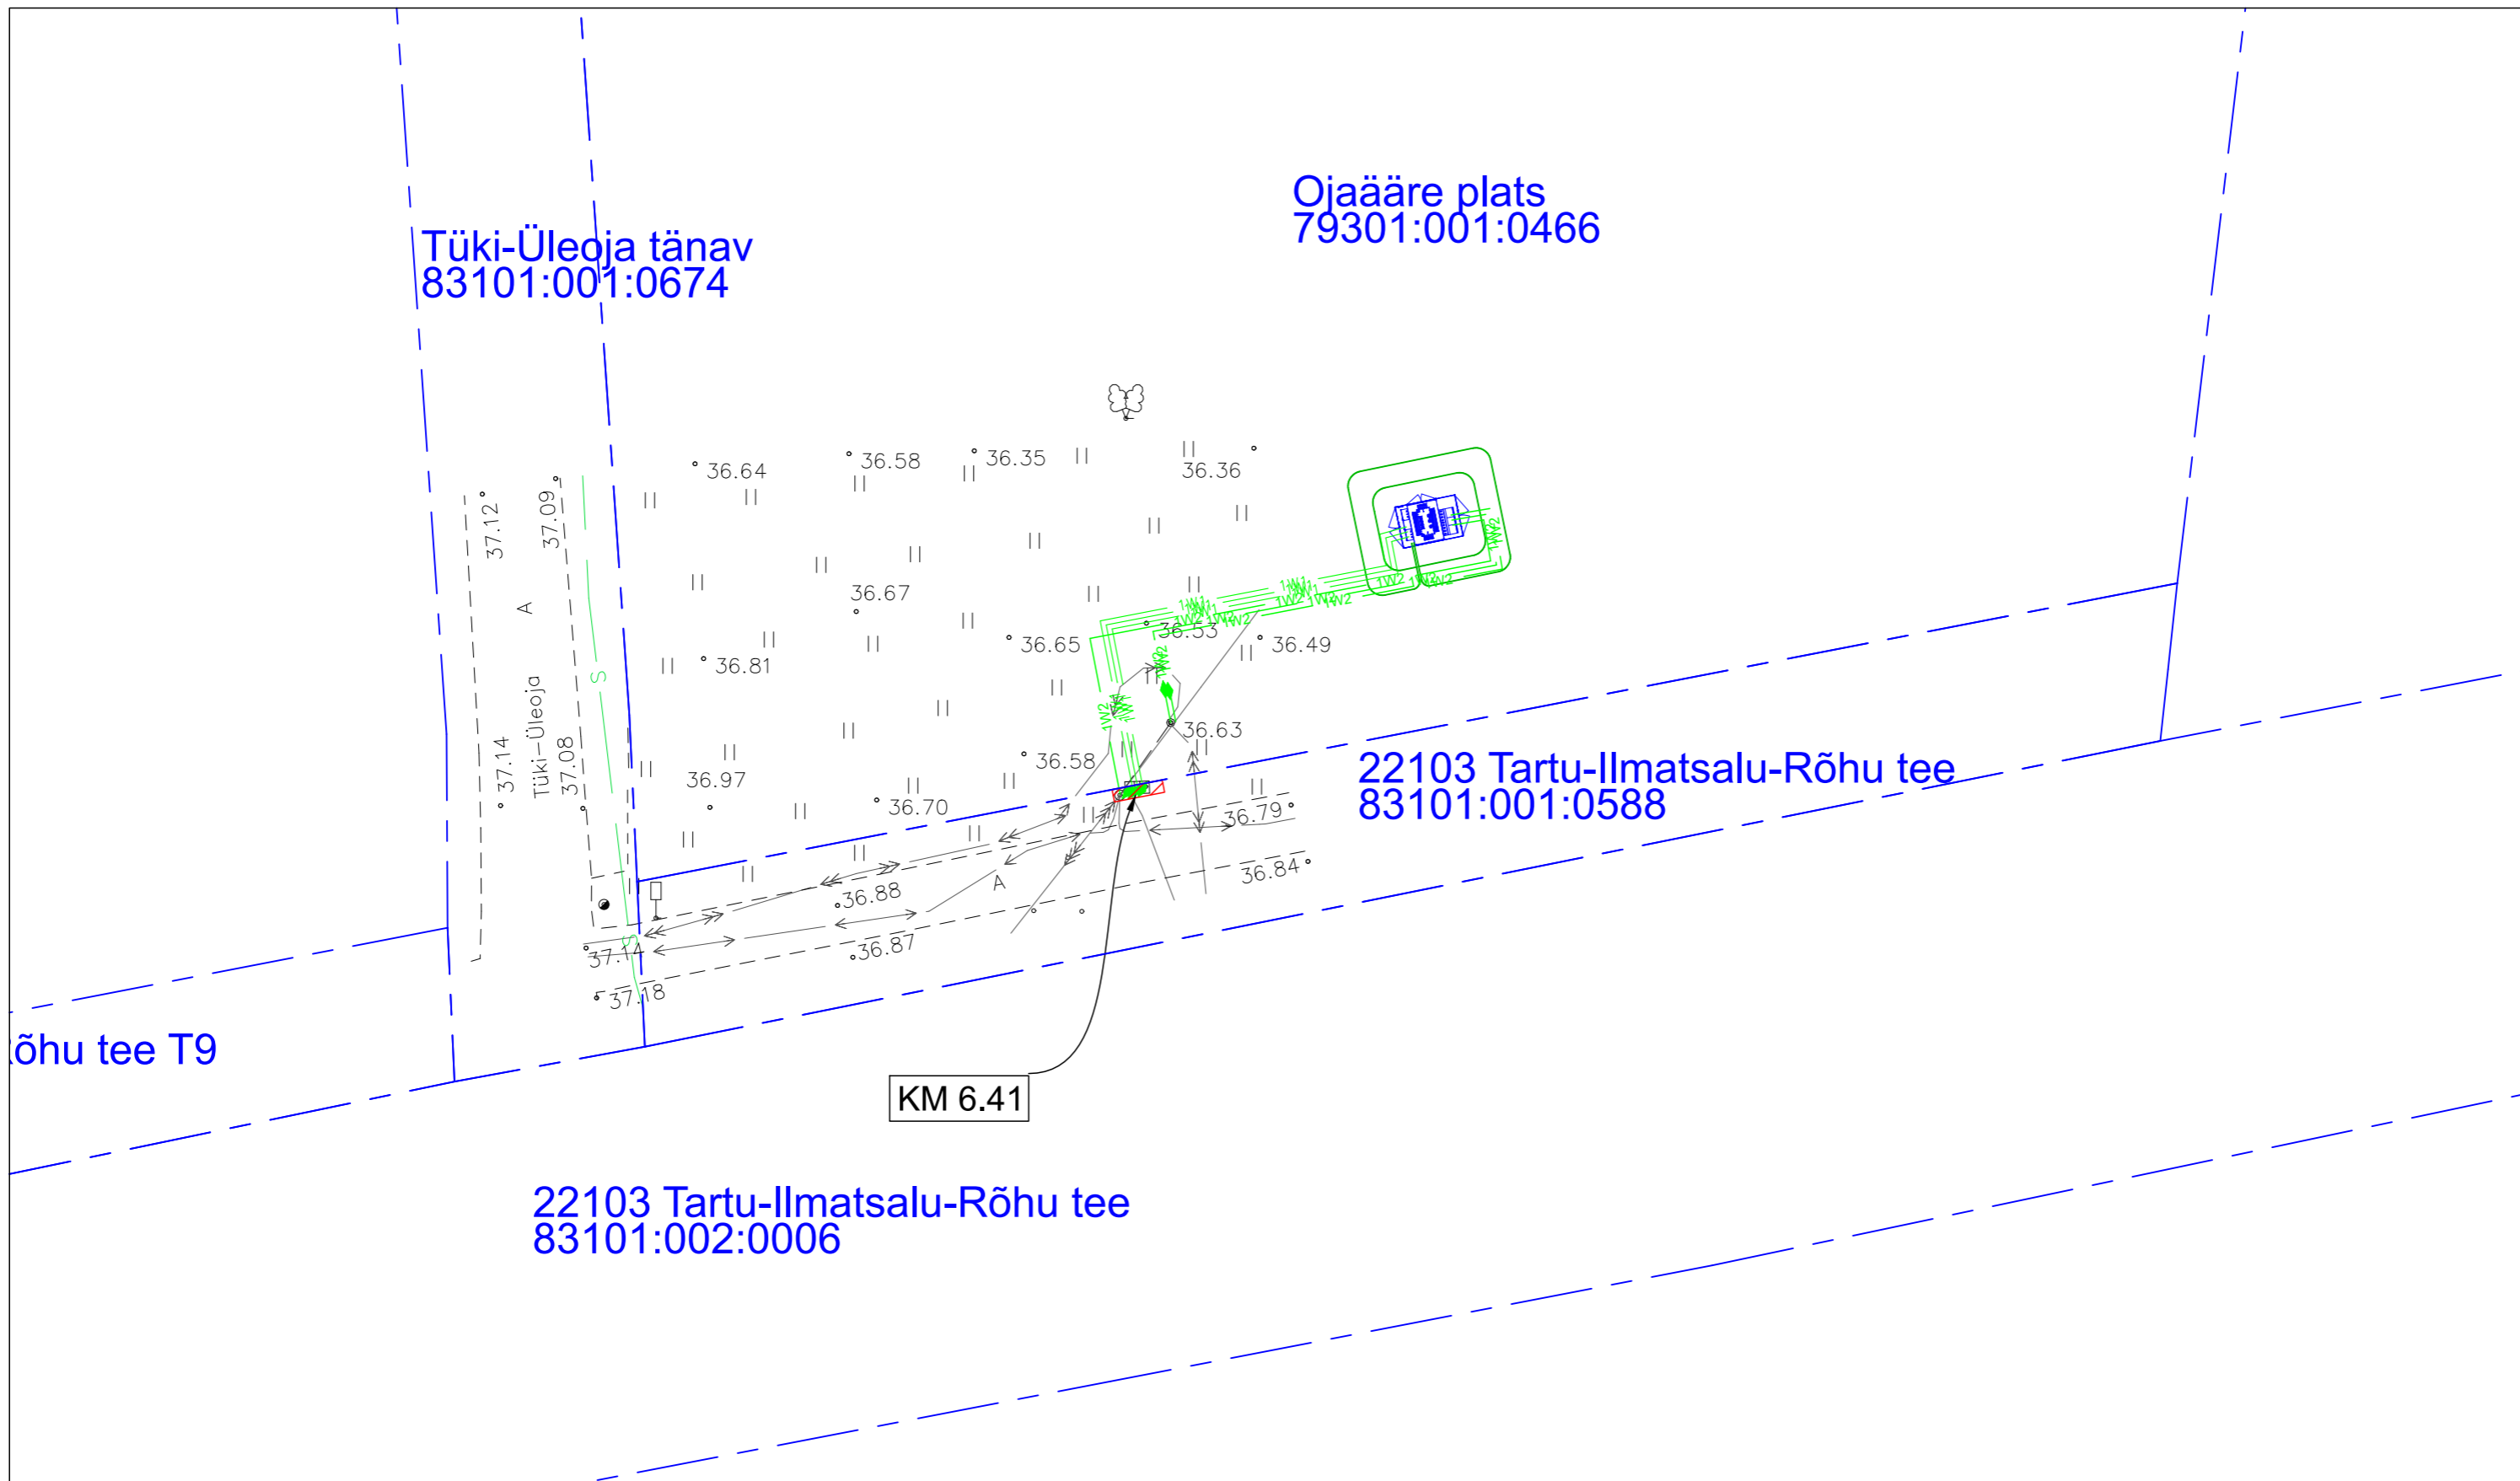 Ojaääre plats
79301:001:0466
Tüki-Üleoja tänav
83101:001:0674
36.64
36.58
36.35
36.36
37.12
37.09
36.67
A
1W2
1W2
1W2
36.53
36.65
36.49
36.81
S
Tüki-Üleoja
37.14
37.08
1W2
36.63
36.58
36.97
36.70
36.79
22103 Tartu-Ilmatsalu-Rõhu tee
83101:001:0588
36.84
A
36.88
36.87
S
37.14
37.18
õhu tee T9
KM 6.41
22103 Tartu-Ilmatsalu-Rõhu tee
83101:002:0006